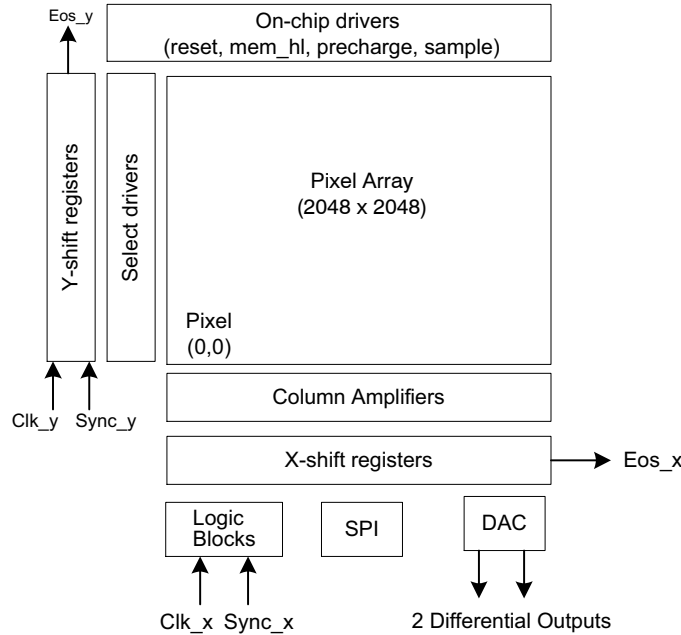 Eos_y
On-chip drivers
(reset, mem_hl, precharge, sample)
Y-shift registers
Select drivers
Pixel Array
(2048 x 2048)
Pixel
(0,0)
Clk_y
Sync_y
Column Amplifiers
X-shift registers
Eos_x
Logic
Blocks
SPI
DAC
Clk_x
Sync_x
2 Differential Outputs